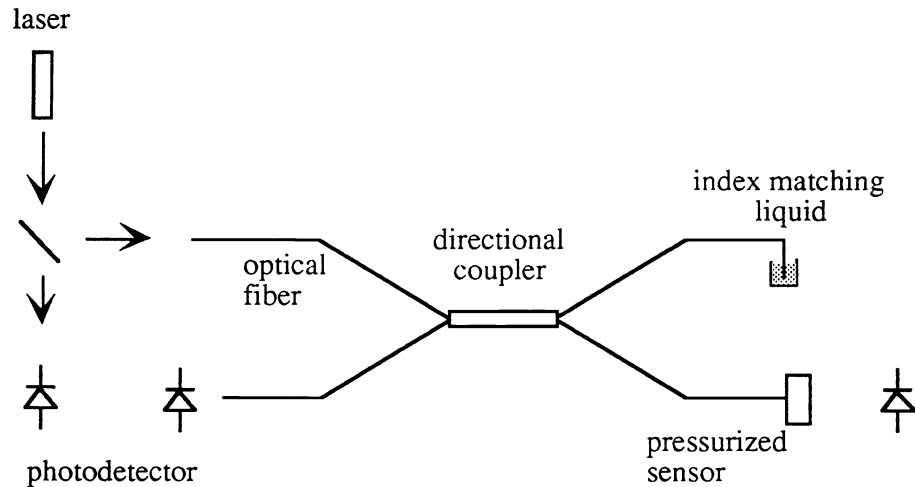 laser
index matching
liquid
directional
coupler
optical
fiber
pressurized
sensor
photodetector